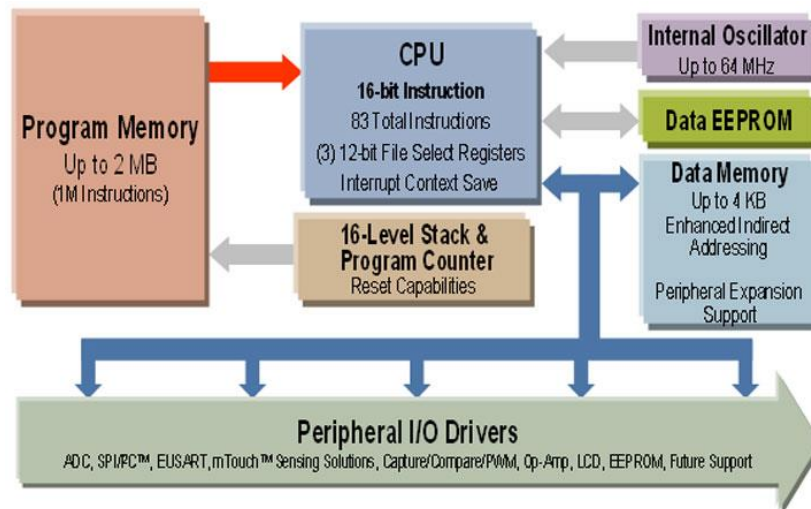 Program Memory
Up to 2 MB
(1M Instructions)
CPU
16-bit Instruction
83 Total Instructions
(3) 12-bit File Select Registers
Interrupt Context Save
16-Level Stack &
Program Counter
Reset Capabilities
Internal Oscillator
Up to 64 MHz
Data EEPROM
Data Memory
Up to 4 KB
Enhanced Indirect
Addressing
Peripheral Expansion
Support
Peripheral I/O Drivers
ADC, SPI/I²C™, EUSART, mTouch™ Sensing Solutions, Capture/Compare/PWM, Op-Amp, LCD, EEPROM, Future Support